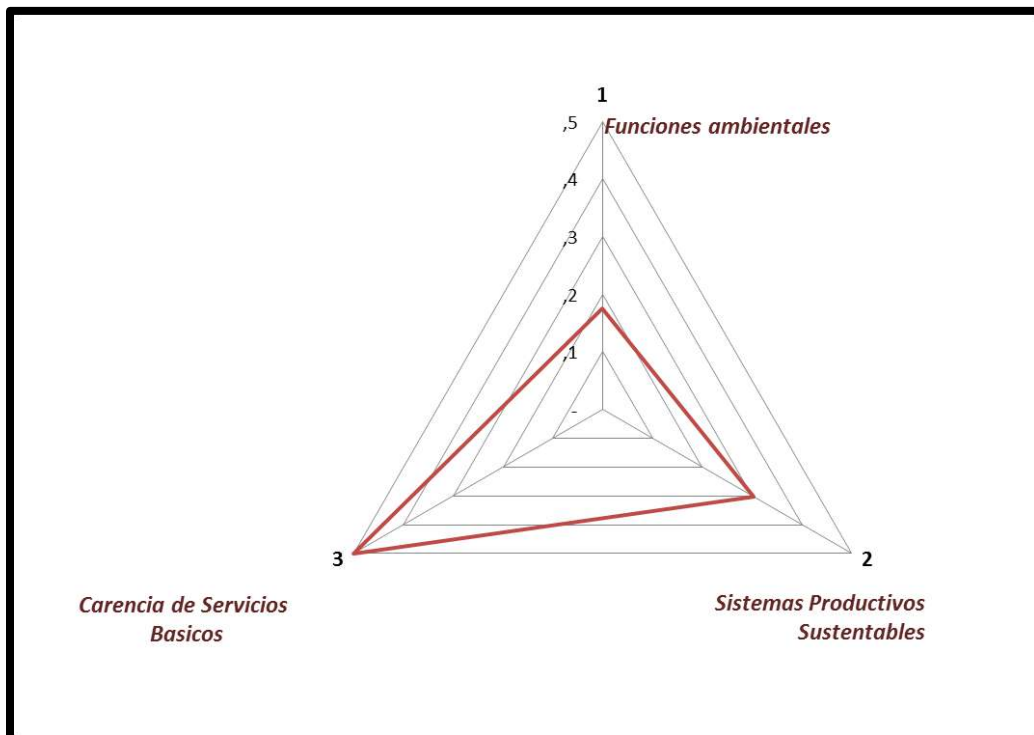 1
Funciones ambientales
,5
,4
,3
,2
,1
-
3
2
Carencia de Servicios
Basicos
Sistemas Productivos
Sustentables